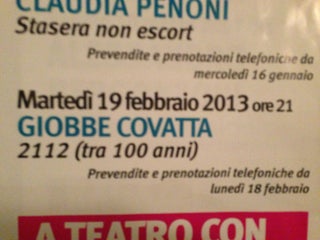 CLAUDIA PENONI
Stasera non escort
Prevendite e prenotazioni telefoniche da
mercoledì 16 gennaio
Martedì 19 febbraio 2013 ore 21
GIOBBE COVATTA
2112 (tra 100 anni)
Prevendite e prenotazioni telefoniche da
lunedì 18 febbraio
A TEATRO CON